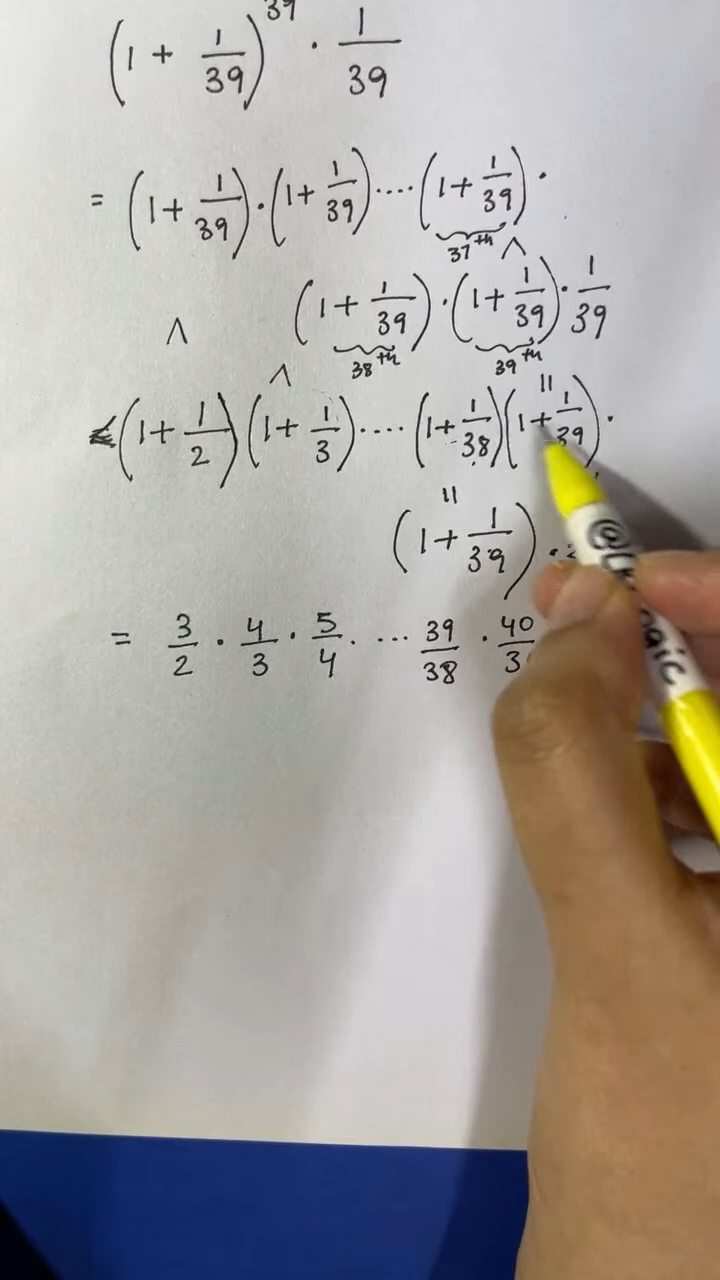 (1 + 1/39)^39 · 1/39
= (1 + 1/39) · (1 + 1/39) ···· (1 + 1/39) ·
37th ∧
(1 + 1/39) · (1 + 1/39) · 1/39
∧ 38th 39th
∧ ||
< (1 + 1/2) (1 + 1/3) ···· (1 + 1/38) (1 + 1/39) ·
||
(1 + 1/39) ·
= 3/2 · 4/3 · 5/4 · ··· 39/38 · 40/3